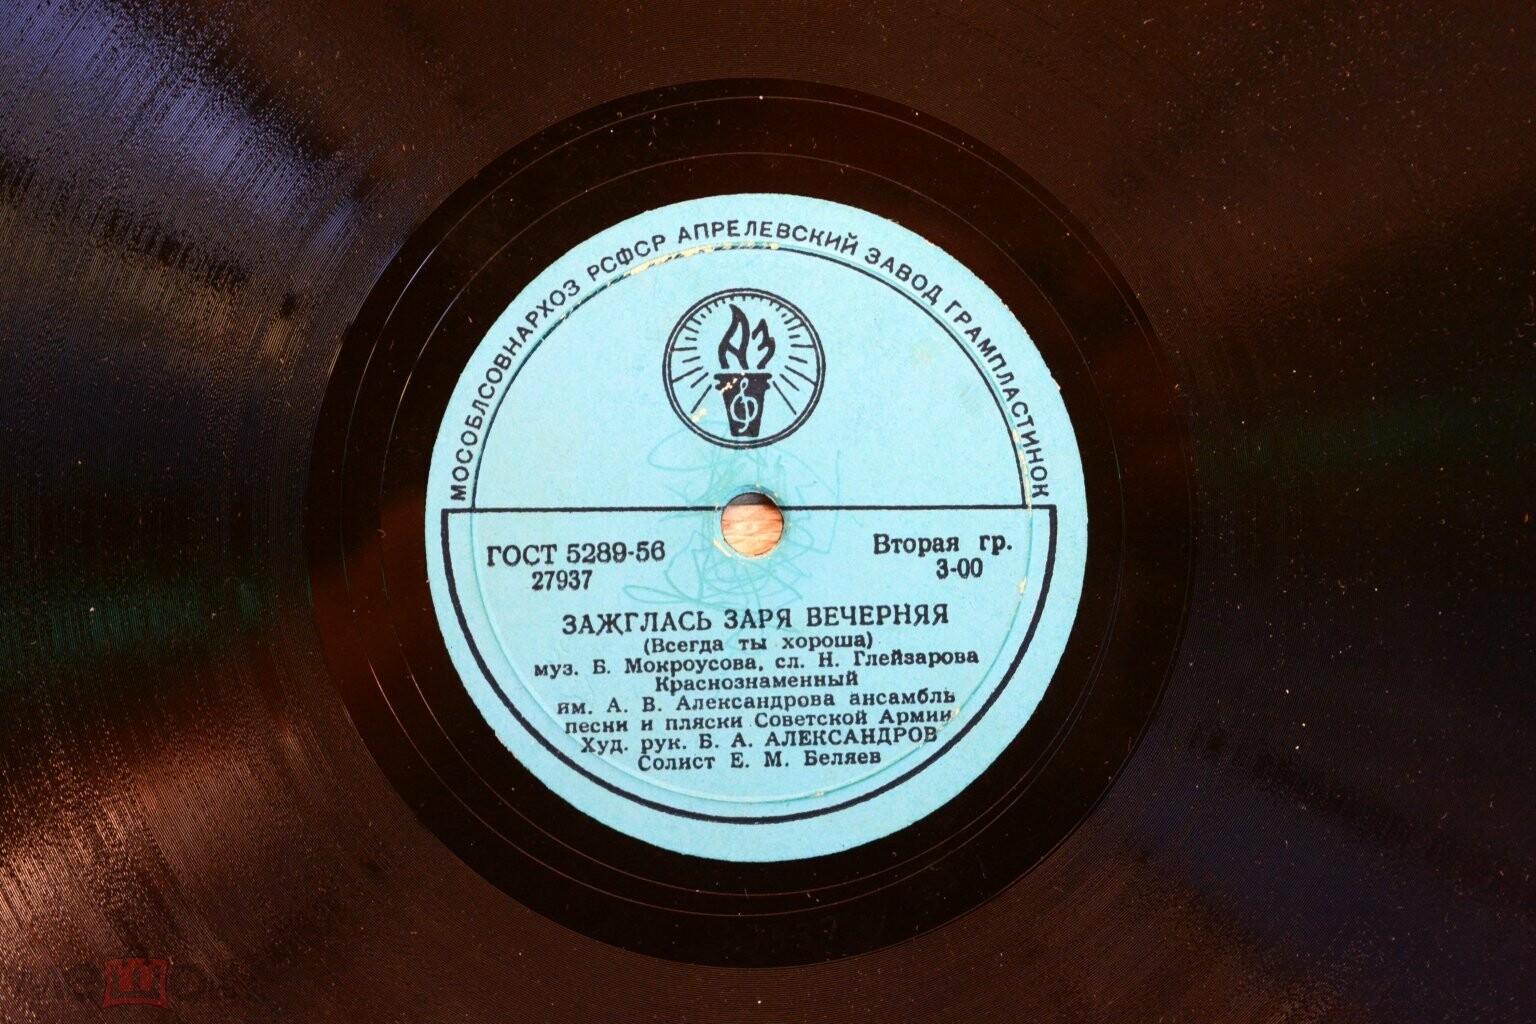 МОСОБЛСОВНАРХОЗ РСФСР АПРЕЛЕВСКИЙ ЗАВОД ГРАМПЛАСТИНОК
АЗ
ГОСТ 5289-56
27937
Вторая гр.
3-00
ЗАЖГЛАСЬ ЗАРЯ ВЕЧЕРНЯЯ
(Всегда ты хороша)
муз. Б. Мокроусова, сл. Н. Глейзарова
Краснознаменный
им. А. В. Александрова ансамбль
песни и пляски Советской Армии
Худ. рук. Б. А. АЛЕКСАНДРОВ
Солист Е. М. Беляев